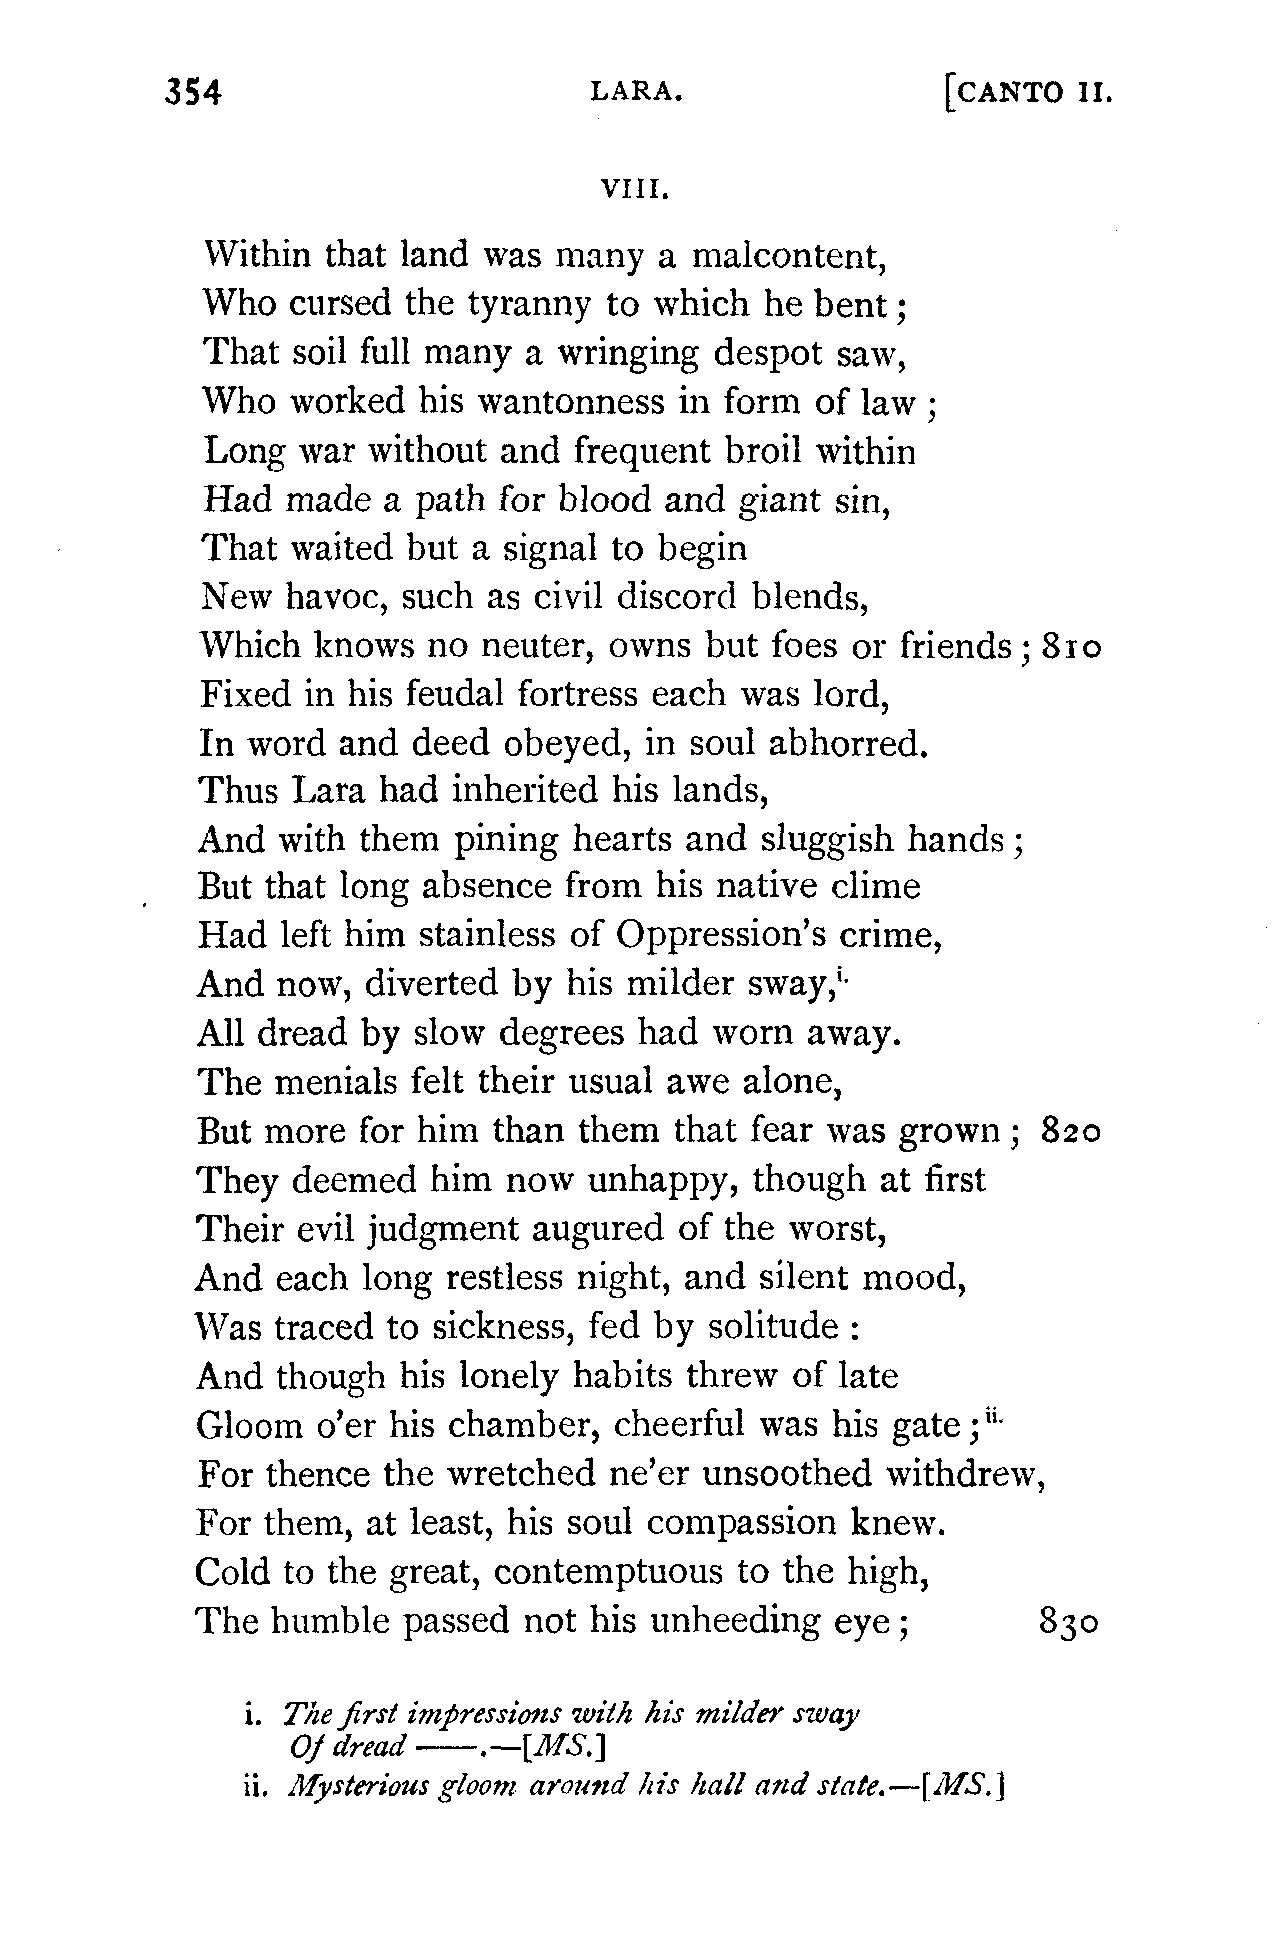 354 LARA. [CANTO II.
VIII.
Within that land was many a malcontent,
Who cursed the tyranny to which he bent ;
That soil full many a wringing despot saw,
Who worked his wantonness in form of law ;
Long war without and frequent broil within
Had made a path for blood and giant sin,
That waited but a signal to begin
New havoc, such as civil discord blends,
Which knows no neuter, owns but foes or friends ; 810
Fixed in his feudal fortress each was lord,
In word and deed obeyed, in soul abhorred.
Thus Lara had inherited his lands,
And with them pining hearts and sluggish hands ;
But that long absence from his native clime
Had left him stainless of Oppression's crime,
And now, diverted by his milder sway,i.
All dread by slow degrees had worn away.
The menials felt their usual awe alone,
But more for him than them that fear was grown ; 820
They deemed him now unhappy, though at first
Their evil judgment augured of the worst,
And each long restless night, and silent mood,
Was traced to sickness, fed by solitude :
And though his lonely habits threw of late
Gloom o'er his chamber, cheerful was his gate ;ii.
For thence the wretched ne'er unsoothed withdrew,
For them, at least, his soul compassion knew.
Cold to the great, contemptuous to the high,
The humble passed not his unheeding eye ; 830
i. The first impressions with his milder sway
Of dread ——.—[MS.]
ii. Mysterious gloom around his hall and state.—[MS.]